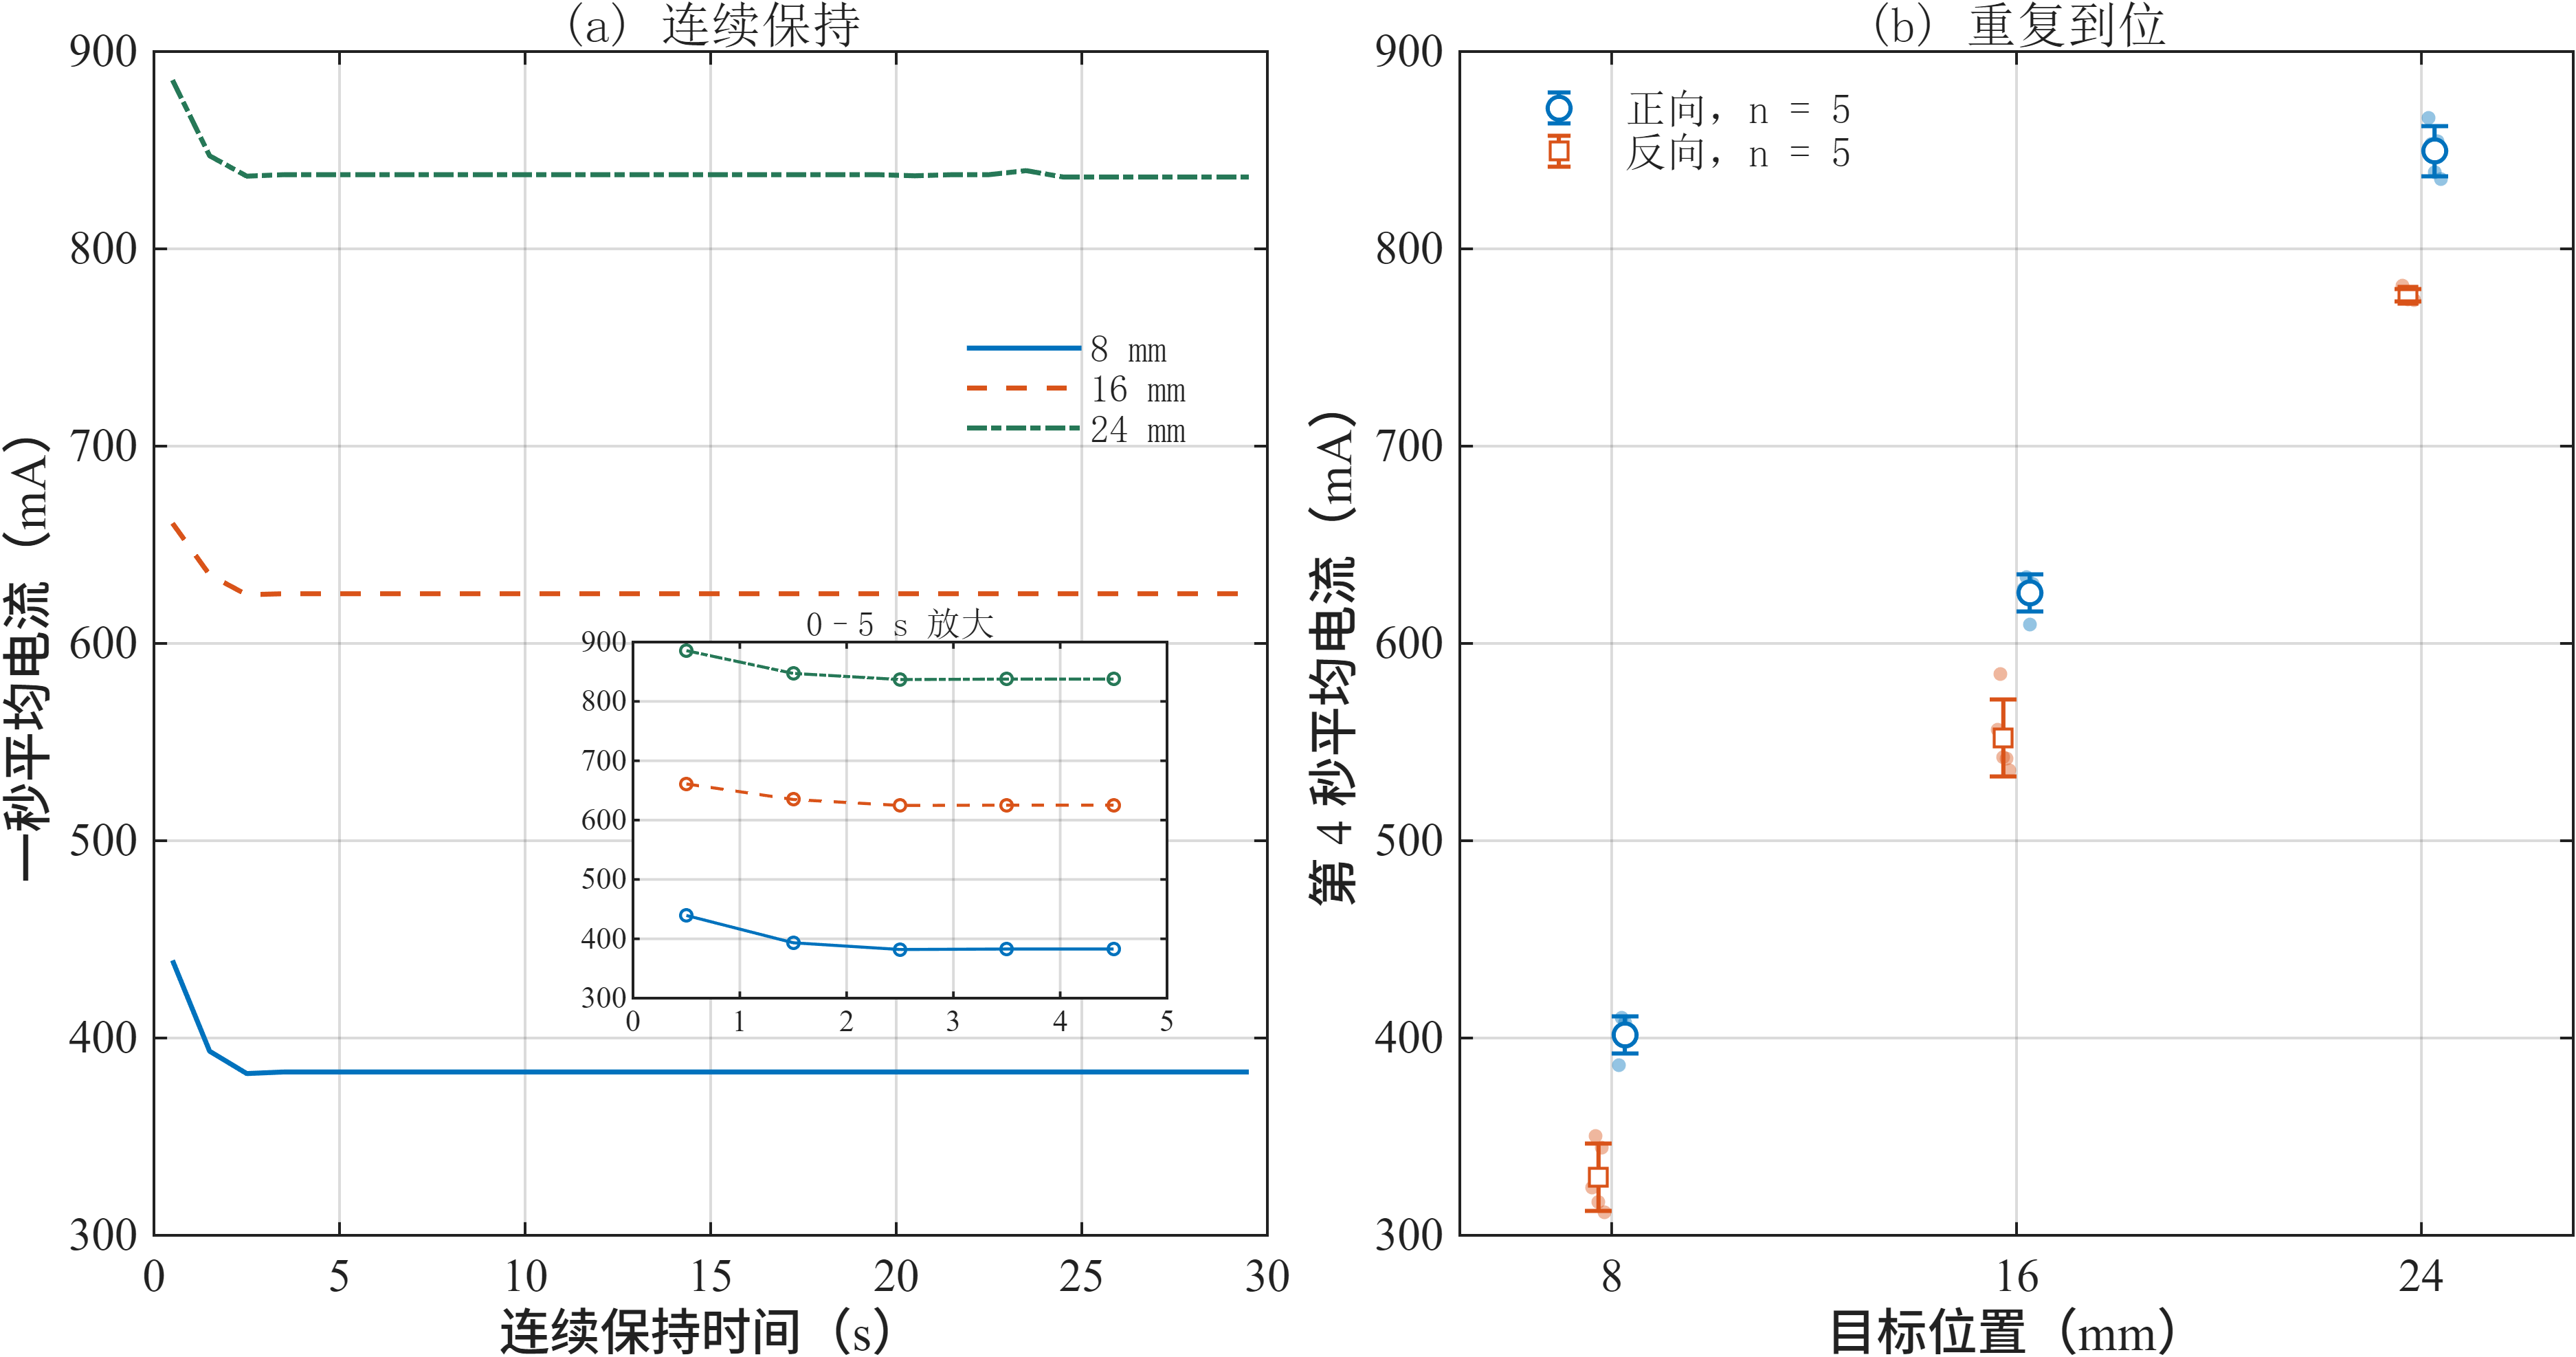 (a) 连续保持
900
800
700
600
500
400
300
0 5 10 15 20 25 30
一秒平均电流（mA）
连续保持时间（s）
8 mm
16 mm
24 mm
0-5 s 放大
900
800
700
600
500
400
300
0 1 2 3 4 5
(b) 重复到位
900
800
700
600
500
400
300
8 16 24
第 4 秒平均电流（mA）
目标位置（mm）
正向，n = 5
反向，n = 5